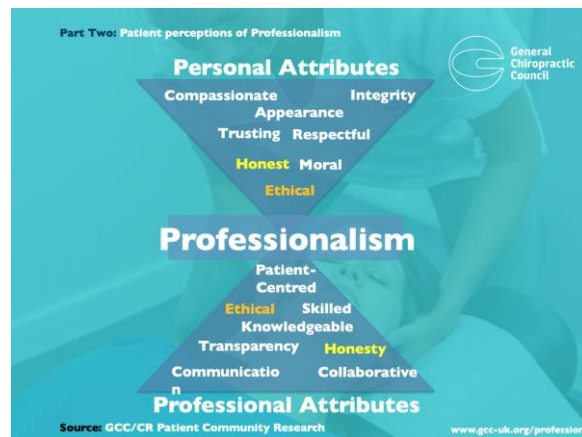 Part Two: Patient perceptions of Professionalism
General
Chiropractic
Council
Personal Attributes
Compassionate Integrity
Appearance
Trusting Respectful
Honest Moral
Ethical
Professionalism
Patient-
Centred
Ethical Skilled
Knowledgeable
Transparency Honesty
Communicatio
n
Collaborative
Professional Attributes
Source: GCC/CR Patient Community Research
www.gcc-uk.org/profession